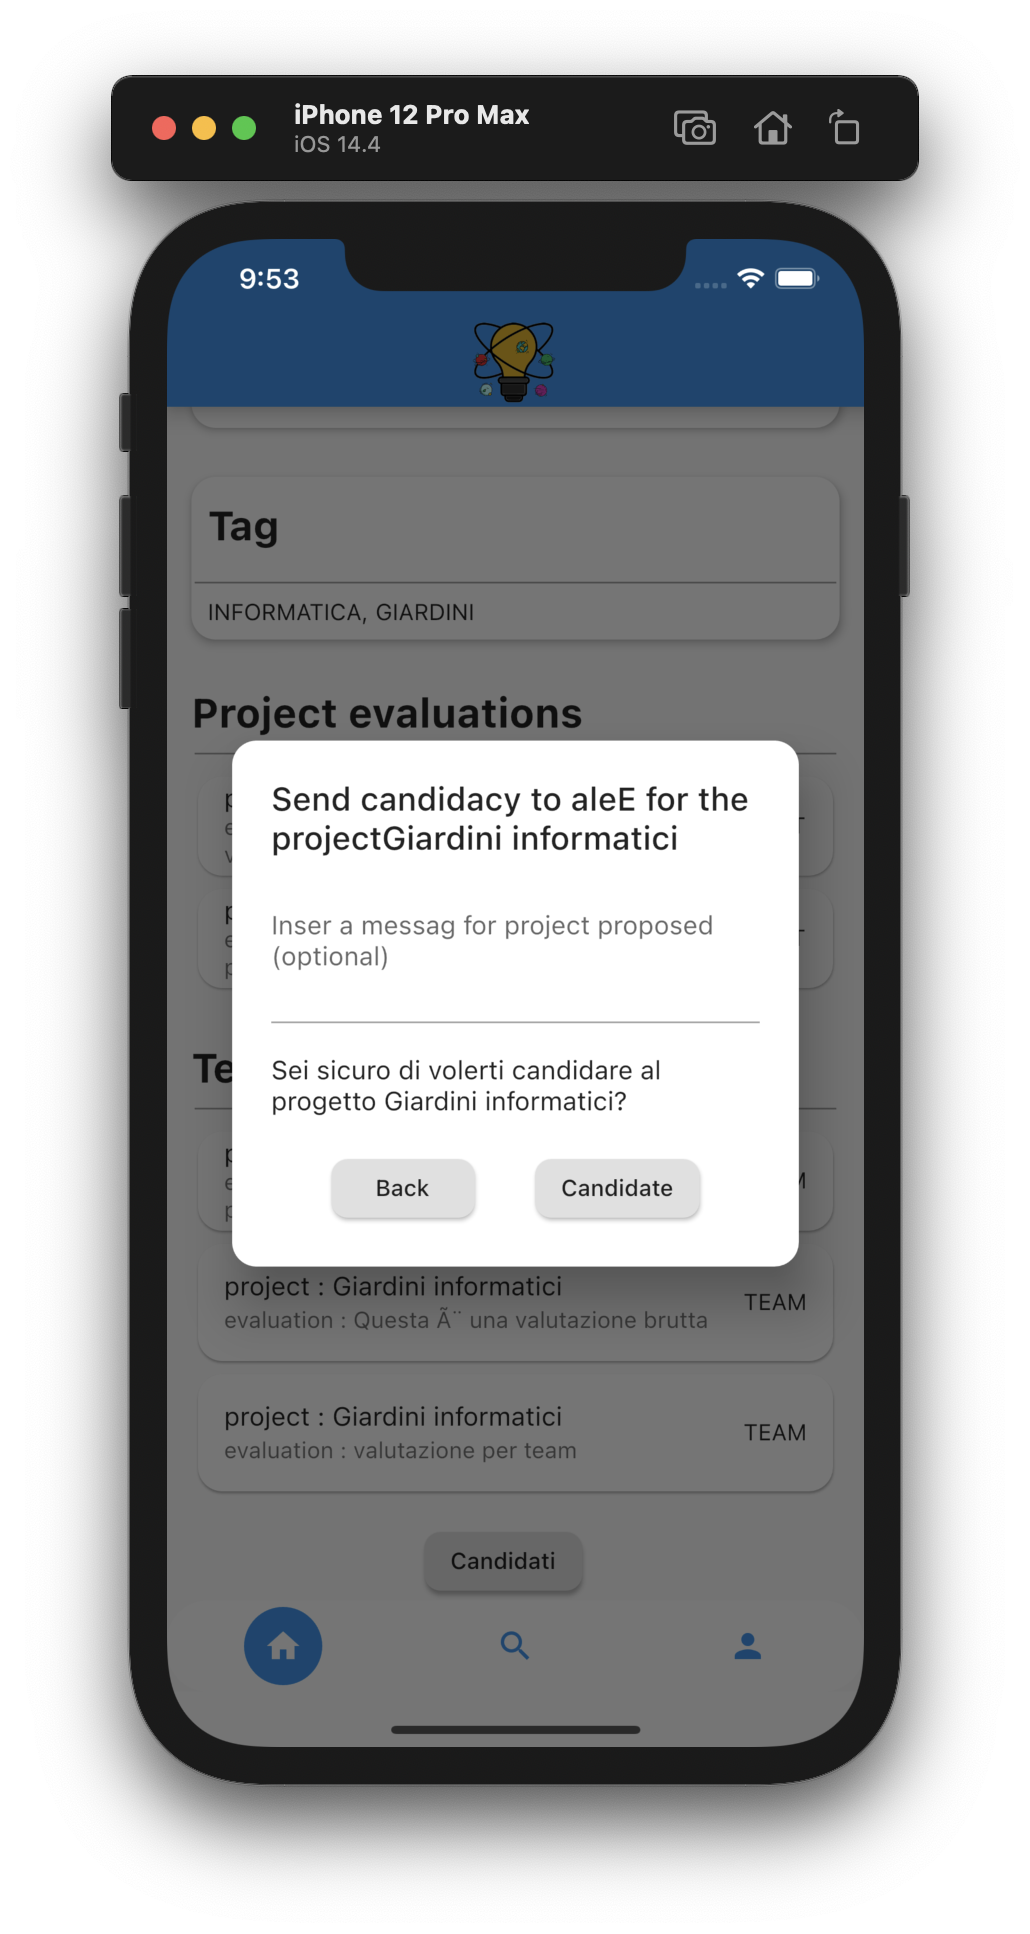 iPhone 12 Pro Max
iOS 14.4
9:53
Tag
INFORMATICA, GIARDINI
Project evaluations
Send candidacy to aleE for the
projectGiardini informatici
Inser a messag for project proposed
(optional)
Sei sicuro di volerti candidare al
progetto Giardini informatici?
Back
Candidate
project : Giardini informatici
evaluation : Questa Ã¨ una valutazione brutta
TEAM
project : Giardini informatici
evaluation : valutazione per team
TEAM
Candidati